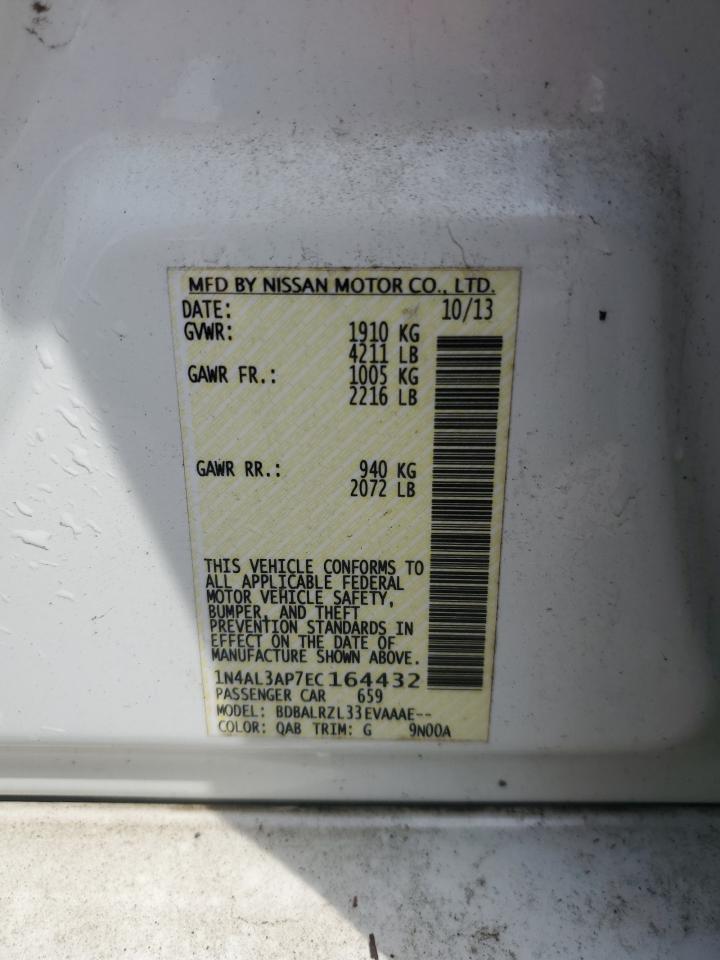 MFD BY NISSAN MOTOR CO., LTD.
DATE: 10/13
GVWR: 1910 KG
4211 LB
GAWR FR.: 1005 KG
2216 LB
GAWR RR.: 940 KG
2072 LB
THIS VEHICLE CONFORMS TO
ALL APPLICABLE FEDERAL
MOTOR VEHICLE SAFETY,
BUMPER, AND THEFT
PREVENTION STANDARDS IN
EFFECT ON THE DATE OF
MANUFACTURE SHOWN ABOVE.
1N4AL3AP7EC164432
PASSENGER CAR 659
MODEL: BDBALRZL33EVAAAE--
COLOR: QAB TRIM: G 9N00A